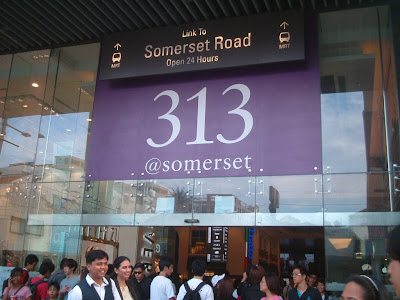 Link To
Somerset Road
Open 24 Hours
MRT
MRT
313
@somerset